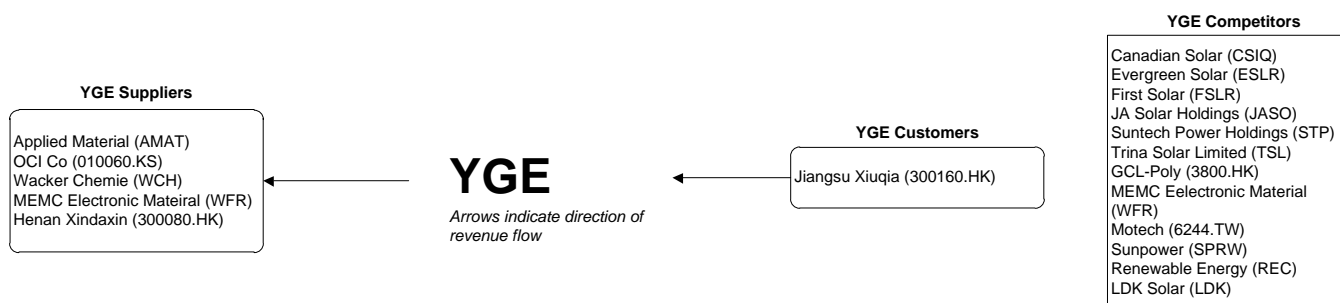 YGE Competitors
Canadian Solar (CSIQ)
Evergreen Solar (ESLR)
First Solar (FSLR)
JA Solar Holdings (JASO)
Suntech Power Holdings (STP)
Trina Solar Limited (TSL)
GCL-Poly (3800.HK)
MEMC Eelectronic Material
(WFR)
Motech (6244.TW)
Sunpower (SPRW)
Renewable Energy (REC)
LDK Solar (LDK)
YGE Suppliers
Applied Material (AMAT)
OCI Co (010060.KS)
Wacker Chemie (WCH)
MEMC Electronic Mateiral (WFR)
Henan Xindaxin (300080.HK)
YGE
Arrows indicate direction of
revenue flow
YGE Customers
Jiangsu Xiuqia (300160.HK)